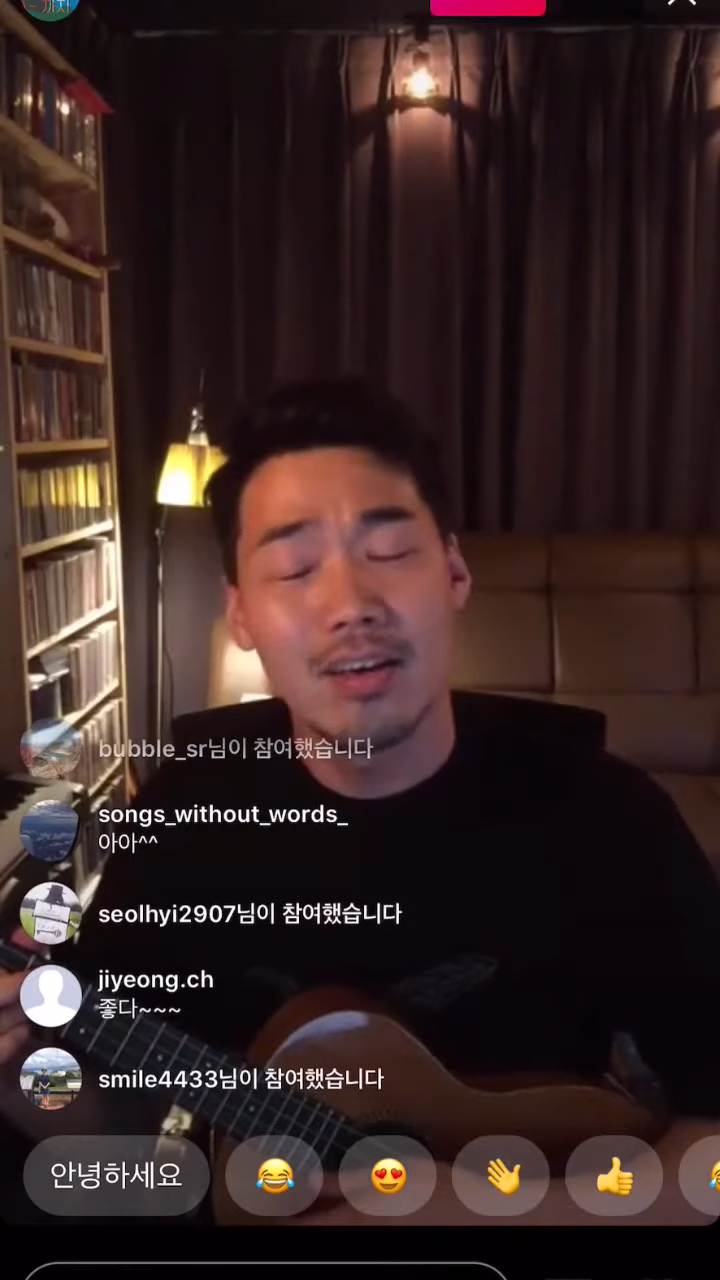 bubble_sr님이 참여했습니다
songs_without_words_
아아^^
seolhyi2907님이 참여했습니다
jiyeong.ch
좋다~~~
smile4433님이 참여했습니다
안녕하세요